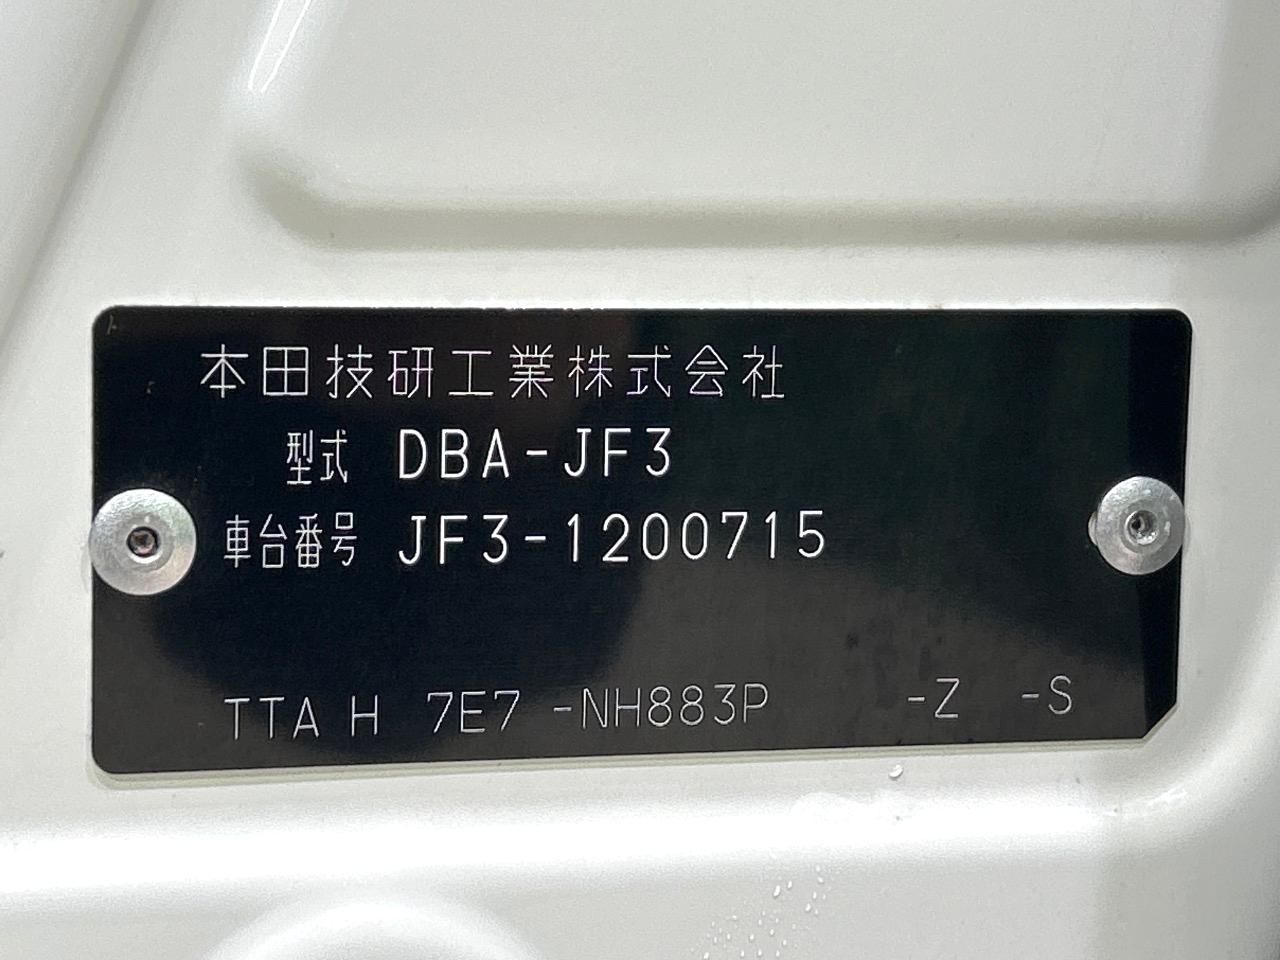 本田技研工業株式会社
型式 DBA-JF3
車台番号 JF3-1200715
TTA H 7E7 -NH883P -Z -S